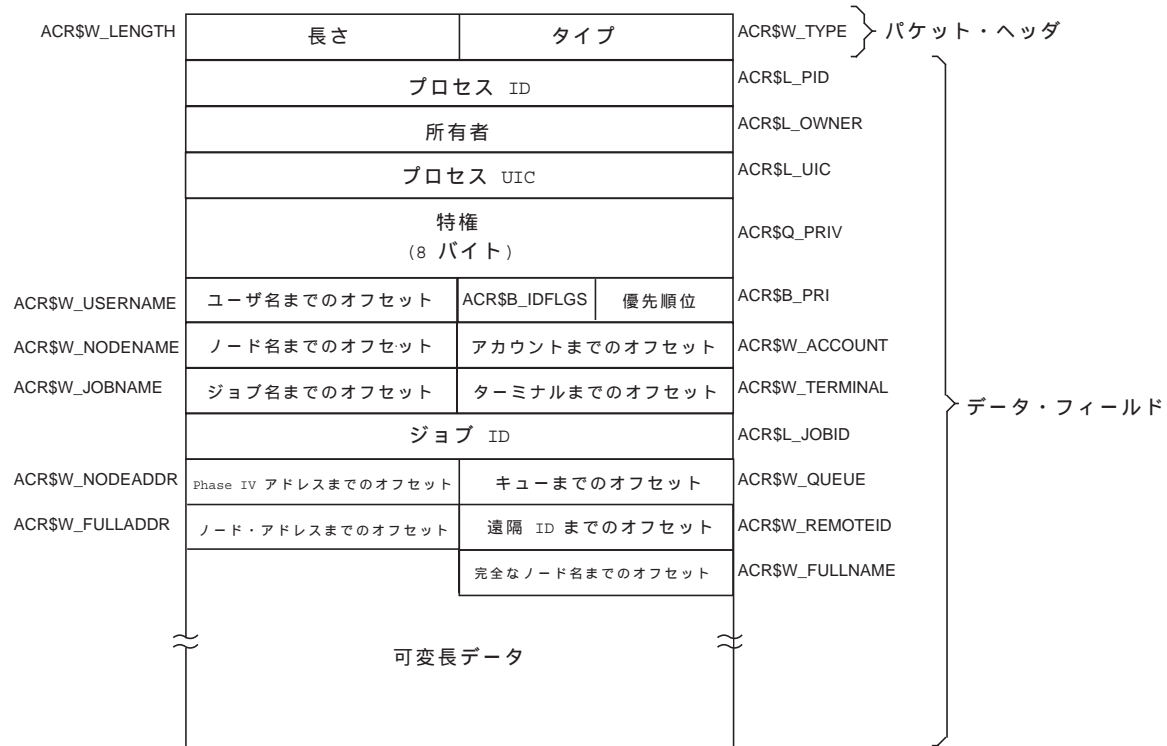 ACR$W_LENGTH 長さ タイプ ACR$W_TYPE パケット・ヘッダ
プロセス ID ACR$L_PID
所有者 ACR$L_OWNER
プロセス UIC ACR$L_UIC
特権
(8 バイト) ACR$Q_PRIV
ACR$W_USERNAME ユーザ名までのオフセット ACR$B_IDFLGS 優先順位 ACR$B_PRI
ACR$W_NODENAME ノード名までのオフセット アカウントまでのオフセット ACR$W_ACCOUNT
ACR$W_JOBNAME ジョブ名までのオフセット ターミナルまでのオフセット ACR$W_TERMINAL
データ・フィールド
ジョブ ID ACR$L_JOBID
ACR$W_NODEADDR Phase IV アドレスまでのオフセット キューまでのオフセット ACR$W_QUEUE
ACR$W_FULLADDR ノード・アドレスまでのオフセット 遠隔 ID までのオフセット ACR$W_REMOTEID
完全なノード名までのオフセット ACR$W_FULLNAME
可変長データ